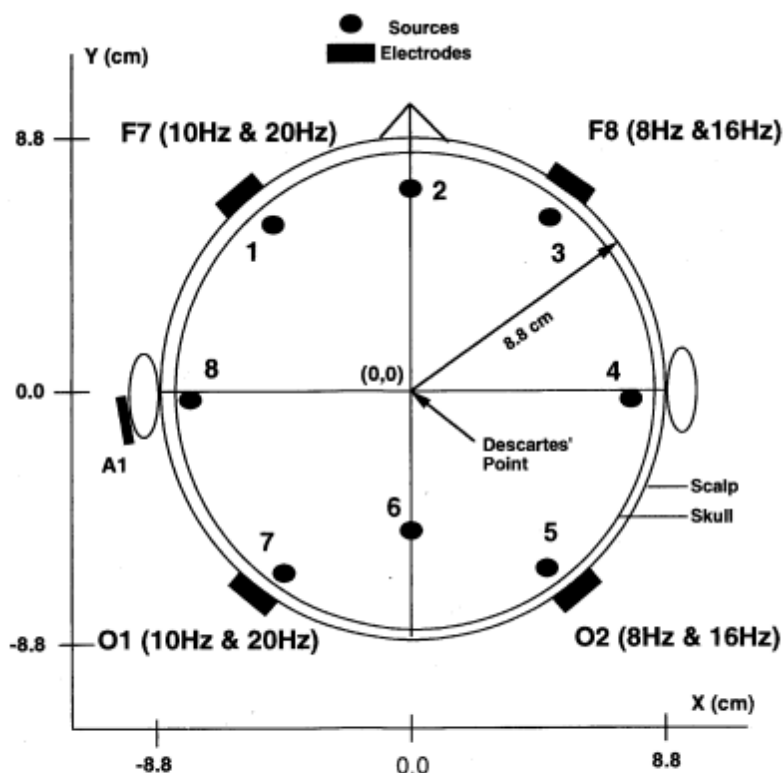 Sources
Electrodes
Y (cm)
F7 (10Hz & 20Hz)
F8 (8Hz &16Hz)
8.8
2
1
3
8.8 cm
8
(0,0)
4
0.0
A1
Descartes'
Point
Scalp
Skull
6
7
5
-8.8
O1 (10Hz & 20Hz)
O2 (8Hz & 16Hz)
X (cm)
-8.8
0.0
8.8